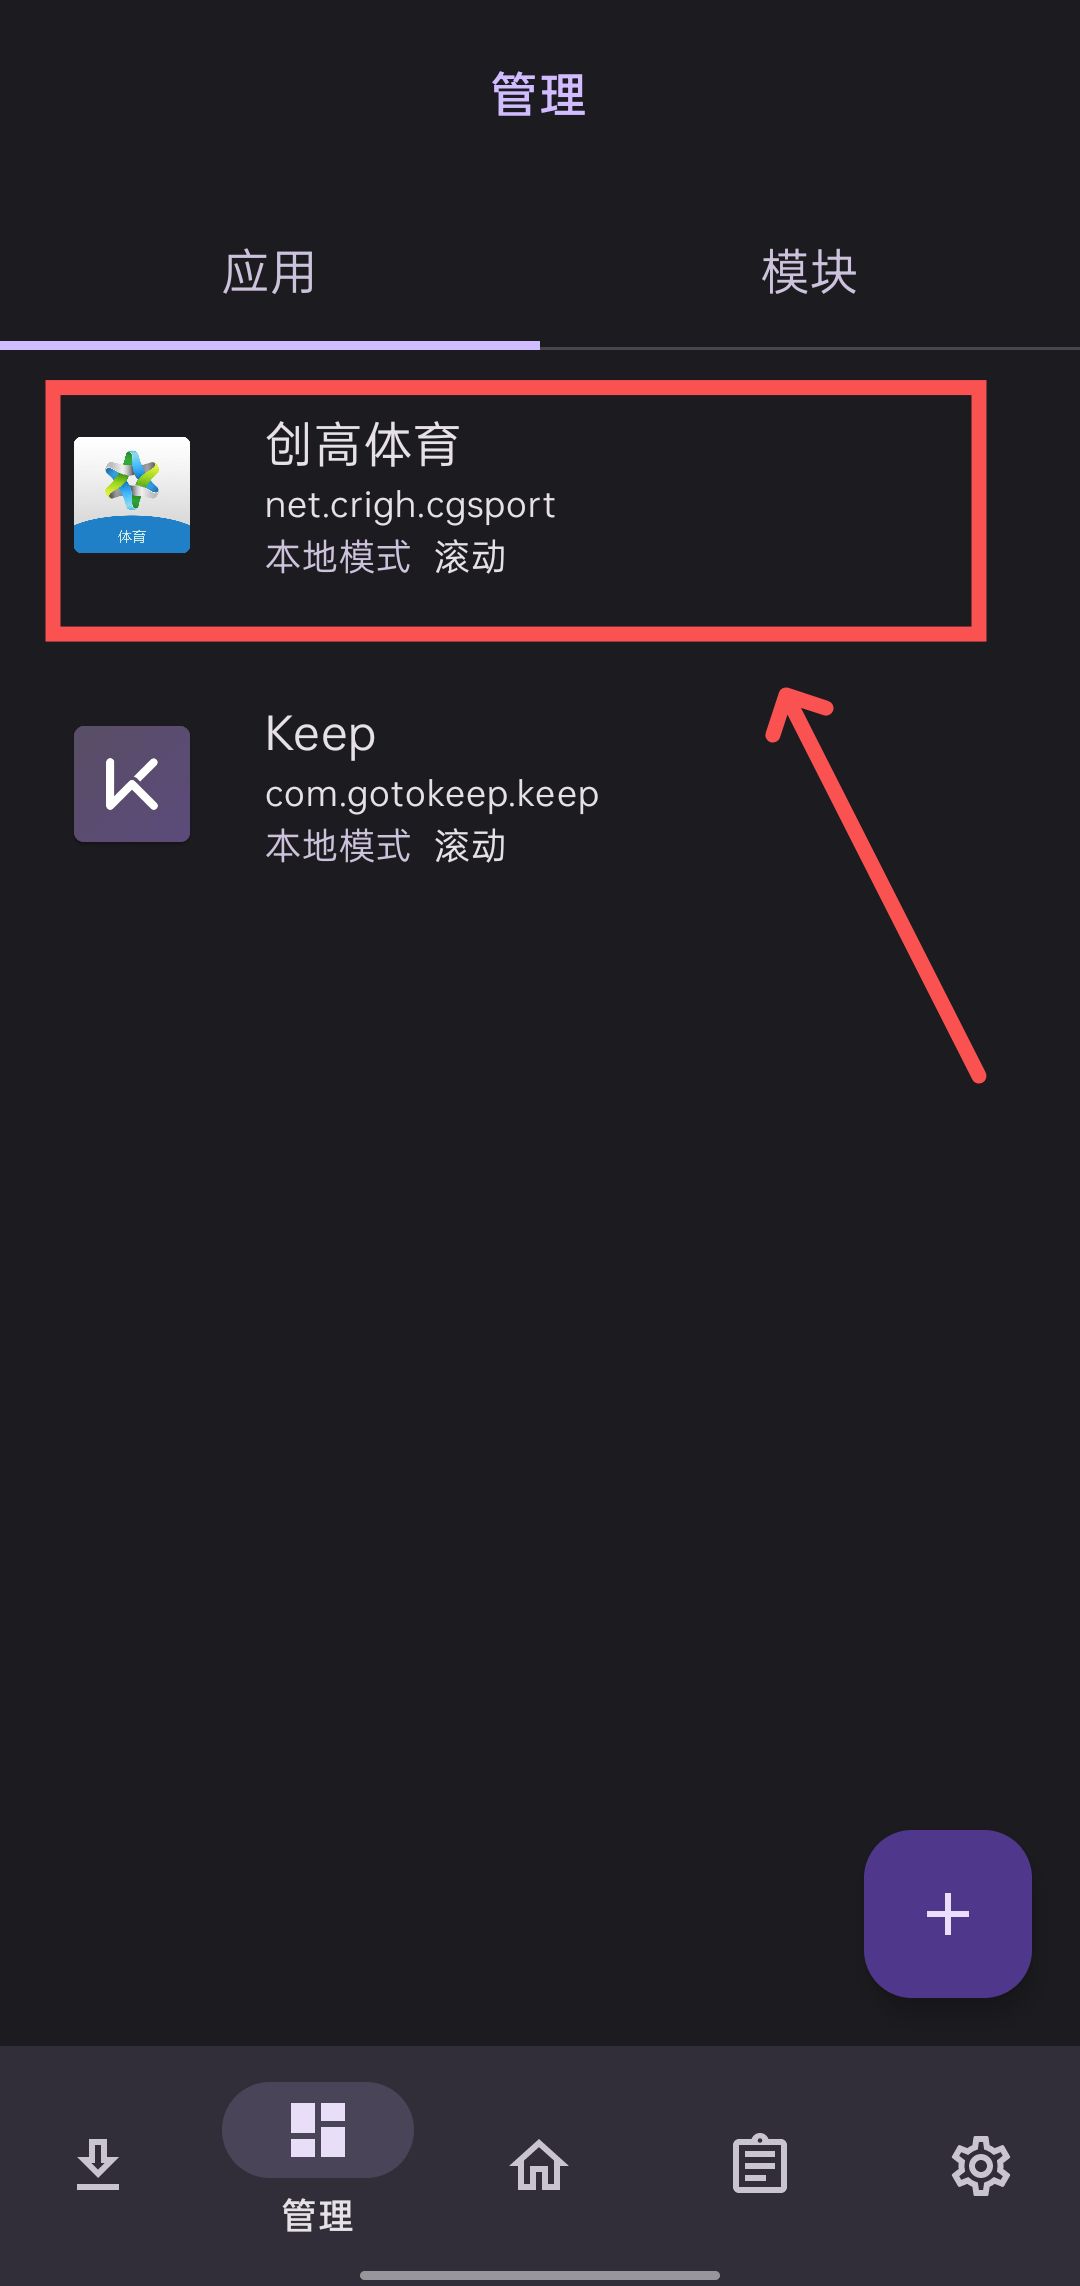 管理
应用
模块
创高体育
net.crigh.cgsport
本地模式 滚动
体育
Keep
com.gotokeep.keep
本地模式 滚动
管理